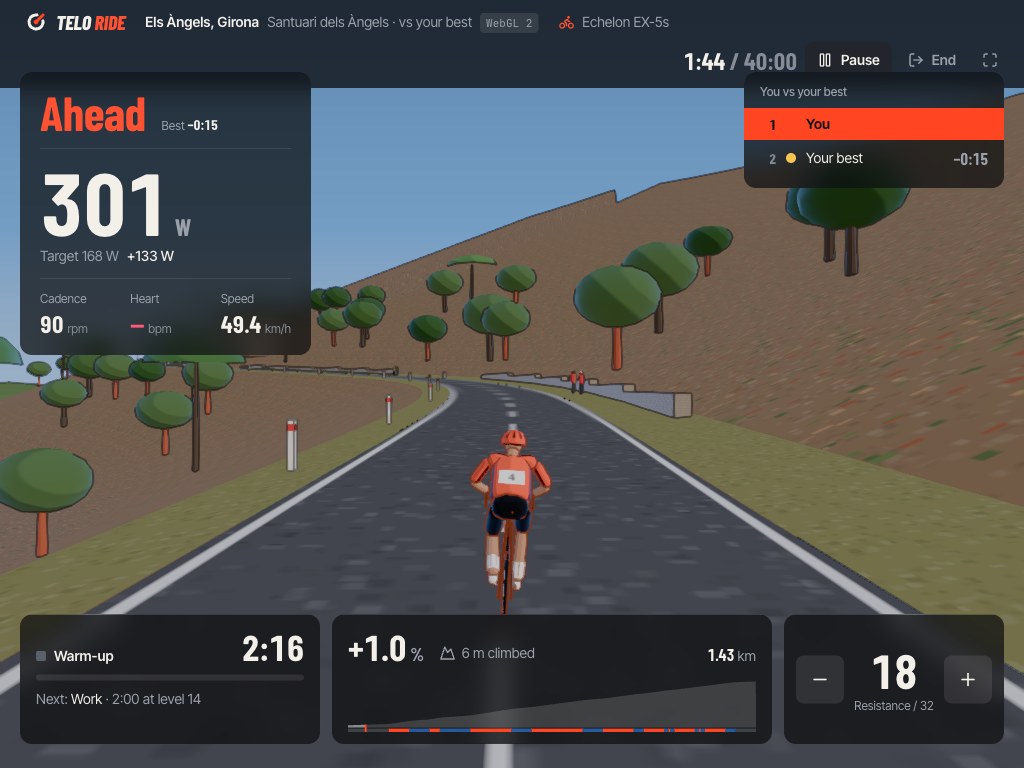 TELO RIDE Els Àngels, Girona Santuari dels Àngels · vs your best WebGL 2 Echelon EX-5s
1:44 / 40:00 Pause End
Ahead Best −0:15
301 W
Target 168 W +133 W
Cadence Heart Speed
90 rpm – bpm 49.4 km/h
You vs your best
1 You
2 Your best −0:15
4
Warm-up 2:16
Next: Work · 2:00 at level 14
+1.0 % 6 m climbed 1.43 km
− 18 +
Resistance / 32